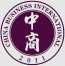 CHINA BUSINESS INTERNATIONAL
中商
2011